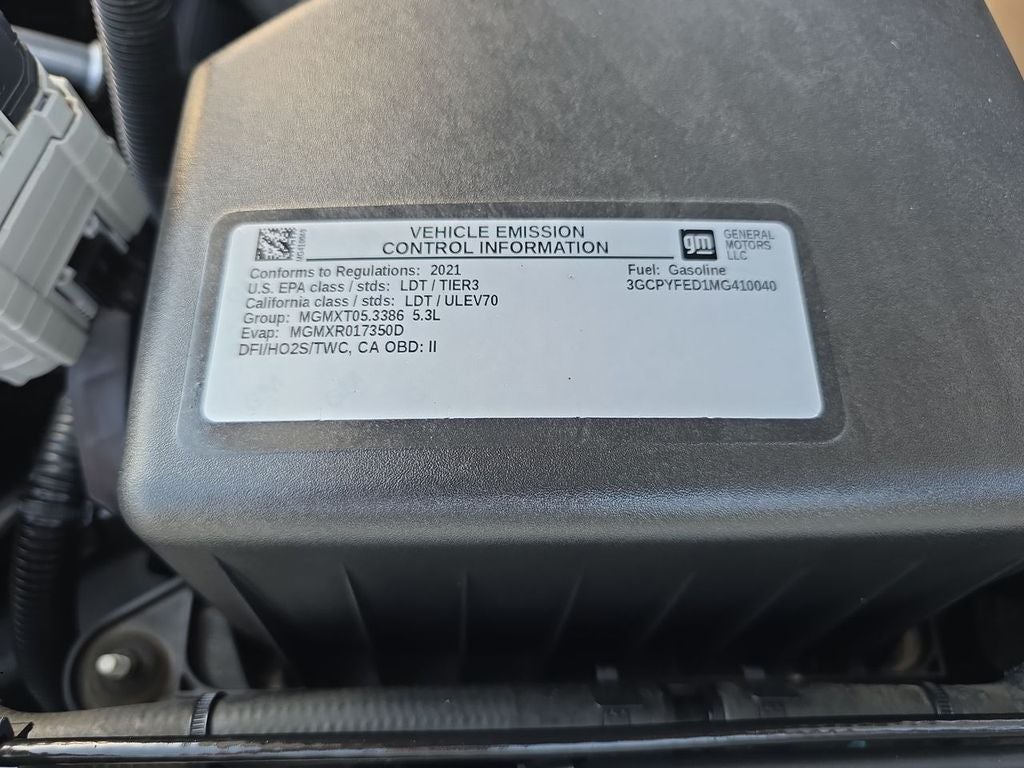 VEHICLE EMISSION
CONTROL INFORMATION
gm
GENERAL
MOTORS
LLC
Conforms to Regulations: 2021
U.S. EPA class / stds: LDT / TIER3
California class / stds: LDT / ULEV70
Group: MGMXT05.3386 5.3L
Evap: MGMXR017350D
DFI/HO2S/TWC, CA OBD: II
Fuel: Gasoline
3GCPYFED1MG410040